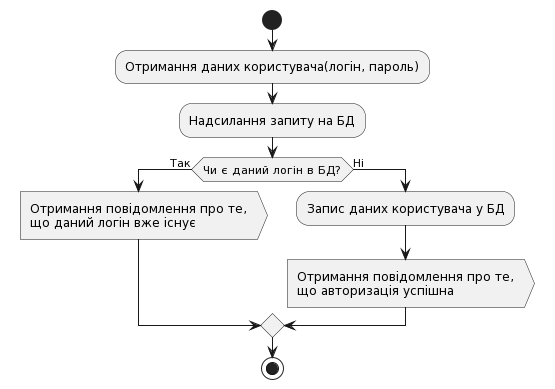 Отримання даних користувача(логін, пароль)
Надсилання запиту на БД
Так
Чи є даний логін в БД?
Ні
Отримання повідомлення про те,
що даний логін вже існує
Запис даних користувача у БД
Отримання повідомлення про те,
що авторизація успішна